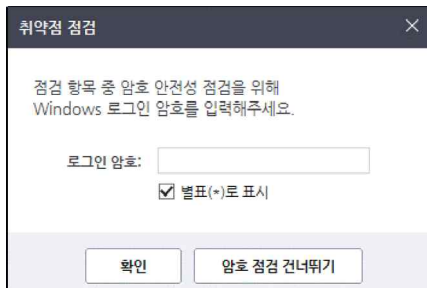 취약점 점검
점검 항목 중 암호 안전성 점검을 위해
Windows 로그인 암호를 입력해주세요.
로그인 암호:
별표(*)로 표시
확인
암호 점검 건너뛰기